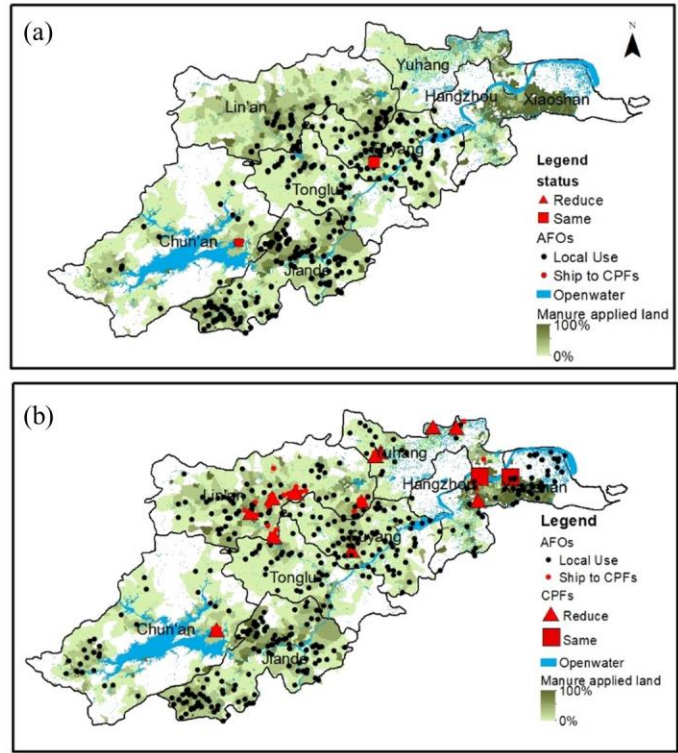 (a)
N
Yuhang
Lin'an
Hangzhou
Xiaoshan
Tonglu
Chun'an
Jiande
Legend
status
Reduce
Same
AFOs
Local Use
Ship to CPFs
Openwater
Manure applied land
100%
0%
(b)
Yuhang
Lin'an
Hangzhou
Tonglu
Chun'an
Jiande
Legend
AFOs
Local Use
Ship to CPFs
CPFs
Reduce
Same
Openwater
Manure applied land
100%
0%